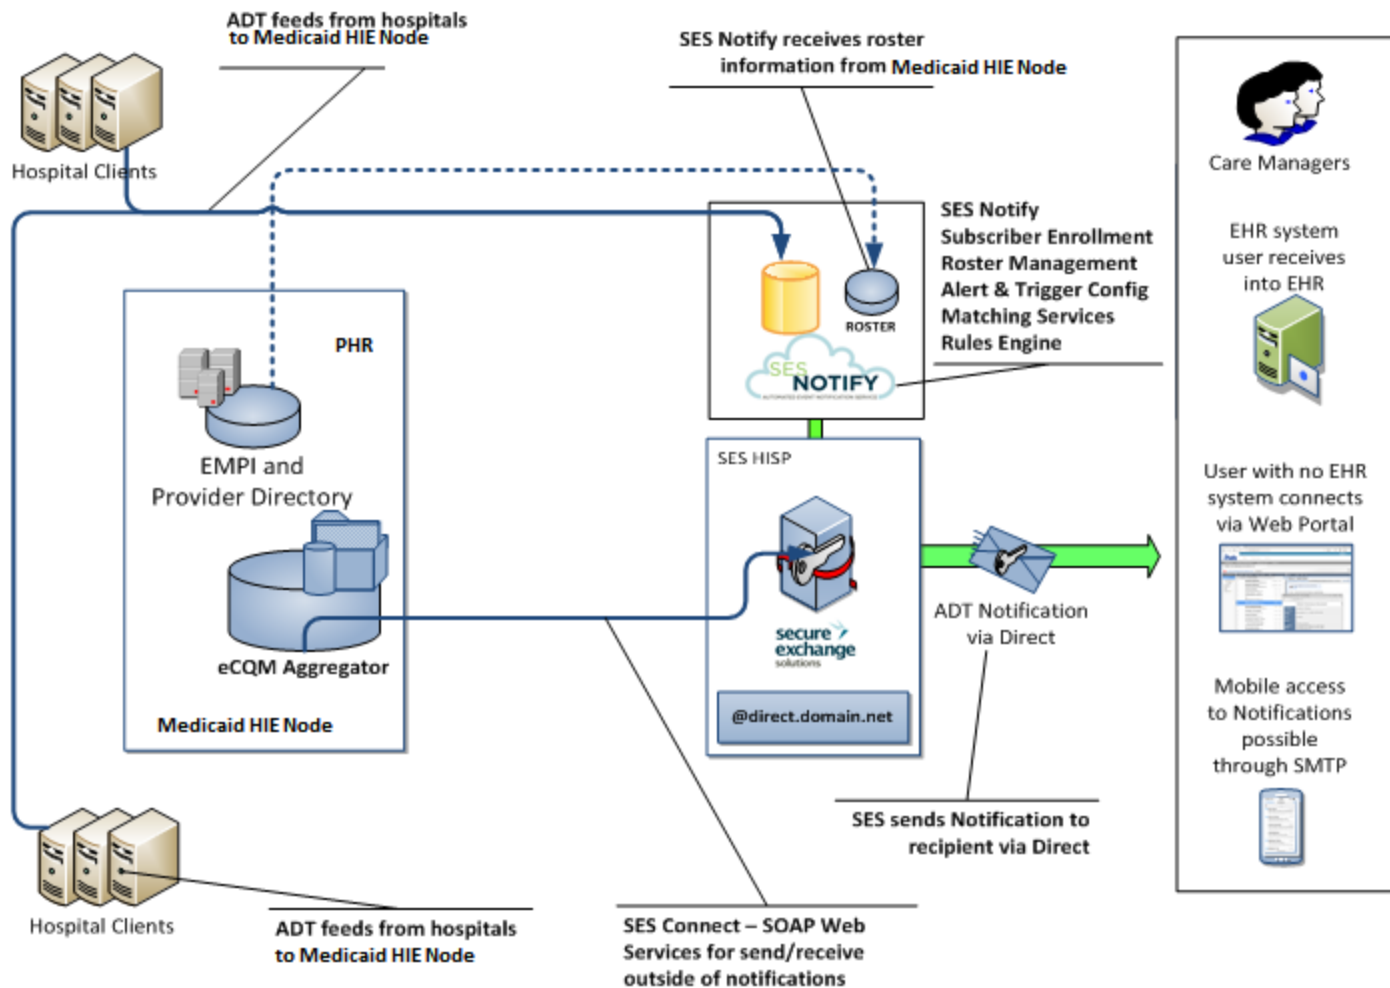 ADT feeds from hospitals
to Medicaid HIE Node
SES Notify receives roster
information from Medicaid HIE Node
Hospital Clients
Care Managers
SES Notify
Subscriber Enrollment
Roster Management
Alert & Trigger Config
Matching Services
Rules Engine
EHR system
user receives
into EHR
PHR
ROSTER
SES
NOTIFY
AUTOMATED EVENT NOTIFICATION SERVICE
EMPI and
Provider Directory
SES HISP
User with no EHR
system connects
via Web Portal
ADT Notification
via Direct
secure
exchange
solutions
eCQM Aggregator
Medicaid HIE Node
@direct.domain.net
Mobile access
to Notifications
possible
through SMTP
SES sends Notification to
recipient via Direct
Hospital Clients
ADT feeds from hospitals
to Medicaid HIE Node
SES Connect – SOAP Web
Services for send/receive
outside of notifications